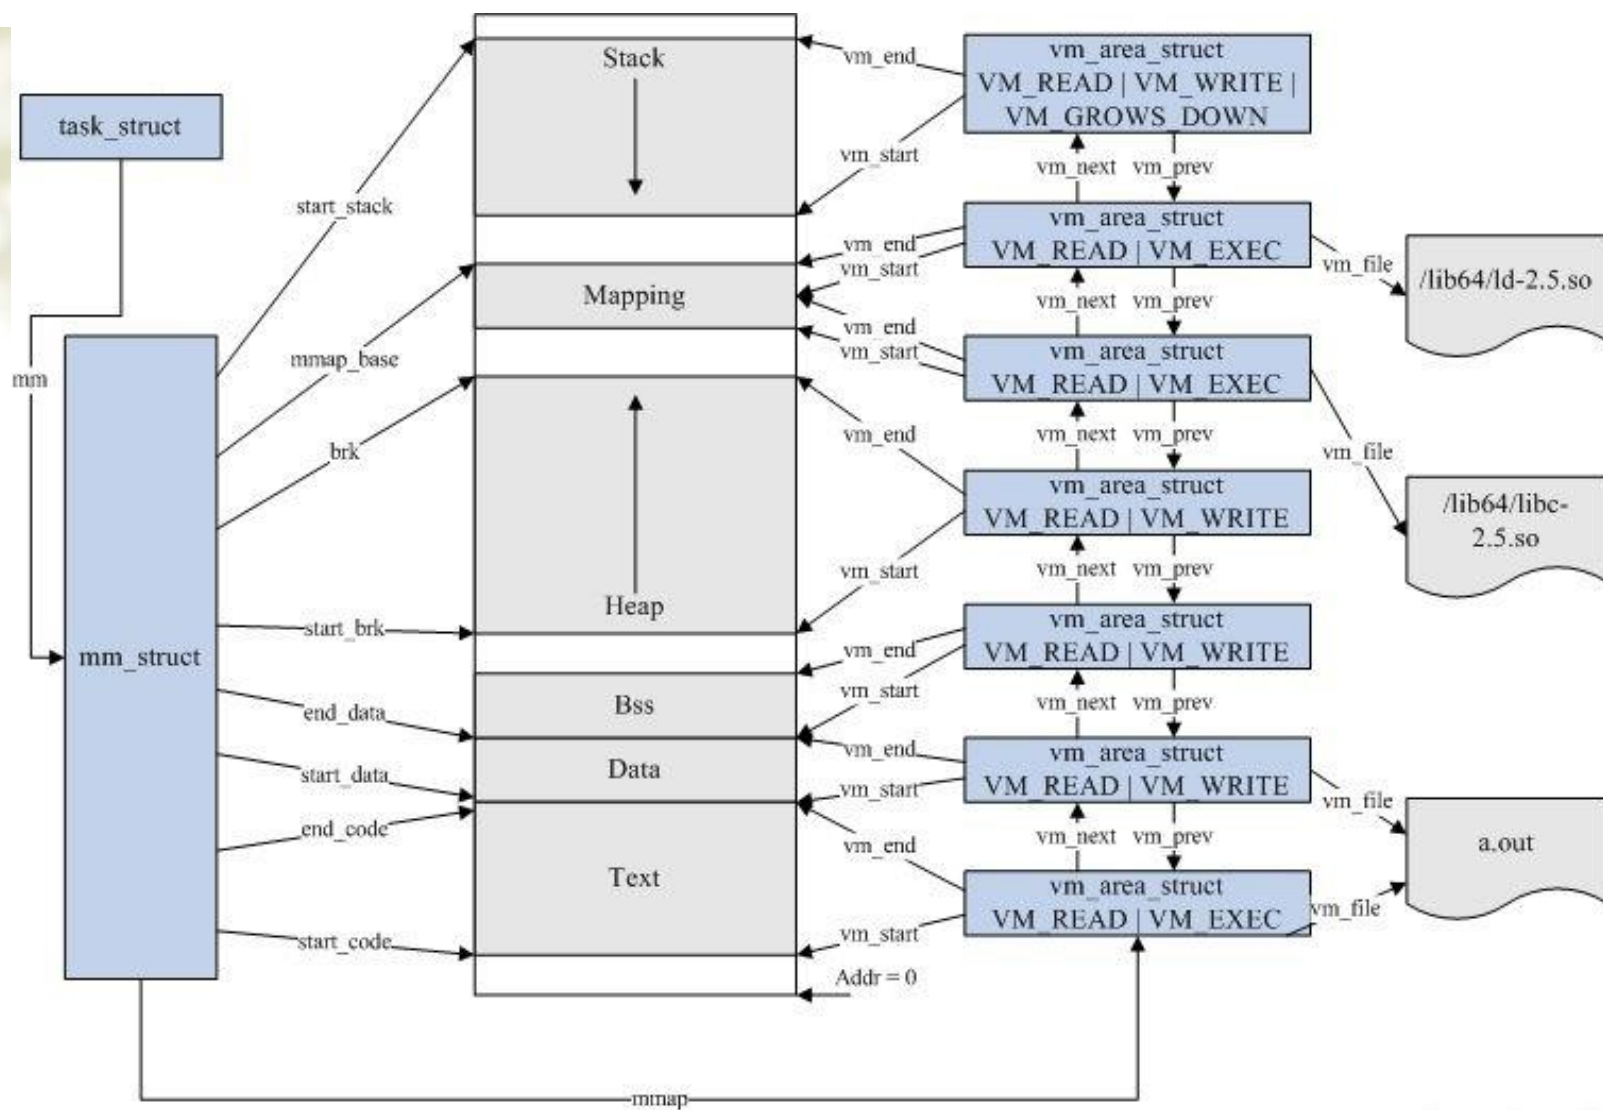 task_struct
mm
mm_struct
start_stack
mmap_base
brk
start_brk
end_data
start_data
end_code
start_code
mmap
Stack
Mapping
Heap
Bss
Data
Text
Addr = 0
vm_end
vm_start
vm_end
vm_start
vm_end
vm_start
vm_end
vm_start
vm_end
vm_start
vm_end
vm_start
vm_end
vm_start
vm_area_struct
VM_READ | VM_WRITE |
VM_GROWS_DOWN
vm_next vm_prev
vm_area_struct
VM_READ | VM_EXEC
vm_next vm_prev
vm_area_struct
VM_READ | VM_EXEC
vm_next vm_prev
vm_area_struct
VM_READ | VM_WRITE
vm_next vm_prev
vm_area_struct
VM_READ | VM_WRITE
vm_next vm_prev
vm_area_struct
VM_READ | VM_WRITE
vm_next vm_prev
vm_area_struct
VM_READ | VM_EXEC
vm_file
/lib64/ld-2.5.so
vm_file
/lib64/libc-
2.5.so
vm_file
a.out
vm_file